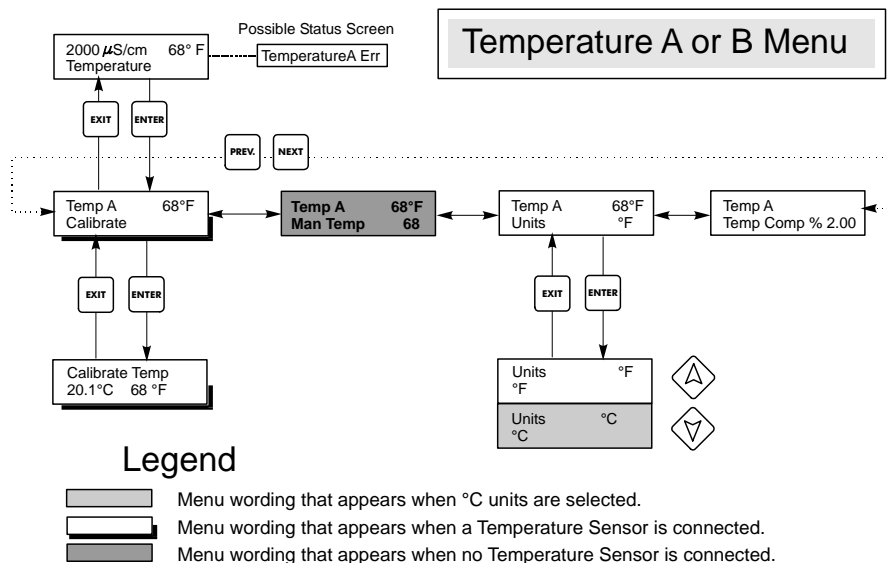 Temperature A or B Menu
Possible Status Screen
2000 µS/cm 68° F
Temperature
TemperatureA Err
EXIT
ENTER
PREV.
NEXT
Temp A 68°F
Calibrate
Temp A 68°F
Man Temp 68
Temp A 68°F
Units °F
Temp A
Temp Comp % 2.00
EXIT
ENTER
EXIT
ENTER
Calibrate Temp
20.1°C 68 °F
Units °F
°F
Units °C
°C
Legend
Menu wording that appears when °C units are selected.
Menu wording that appears when a Temperature Sensor is connected.
Menu wording that appears when no Temperature Sensor is connected.